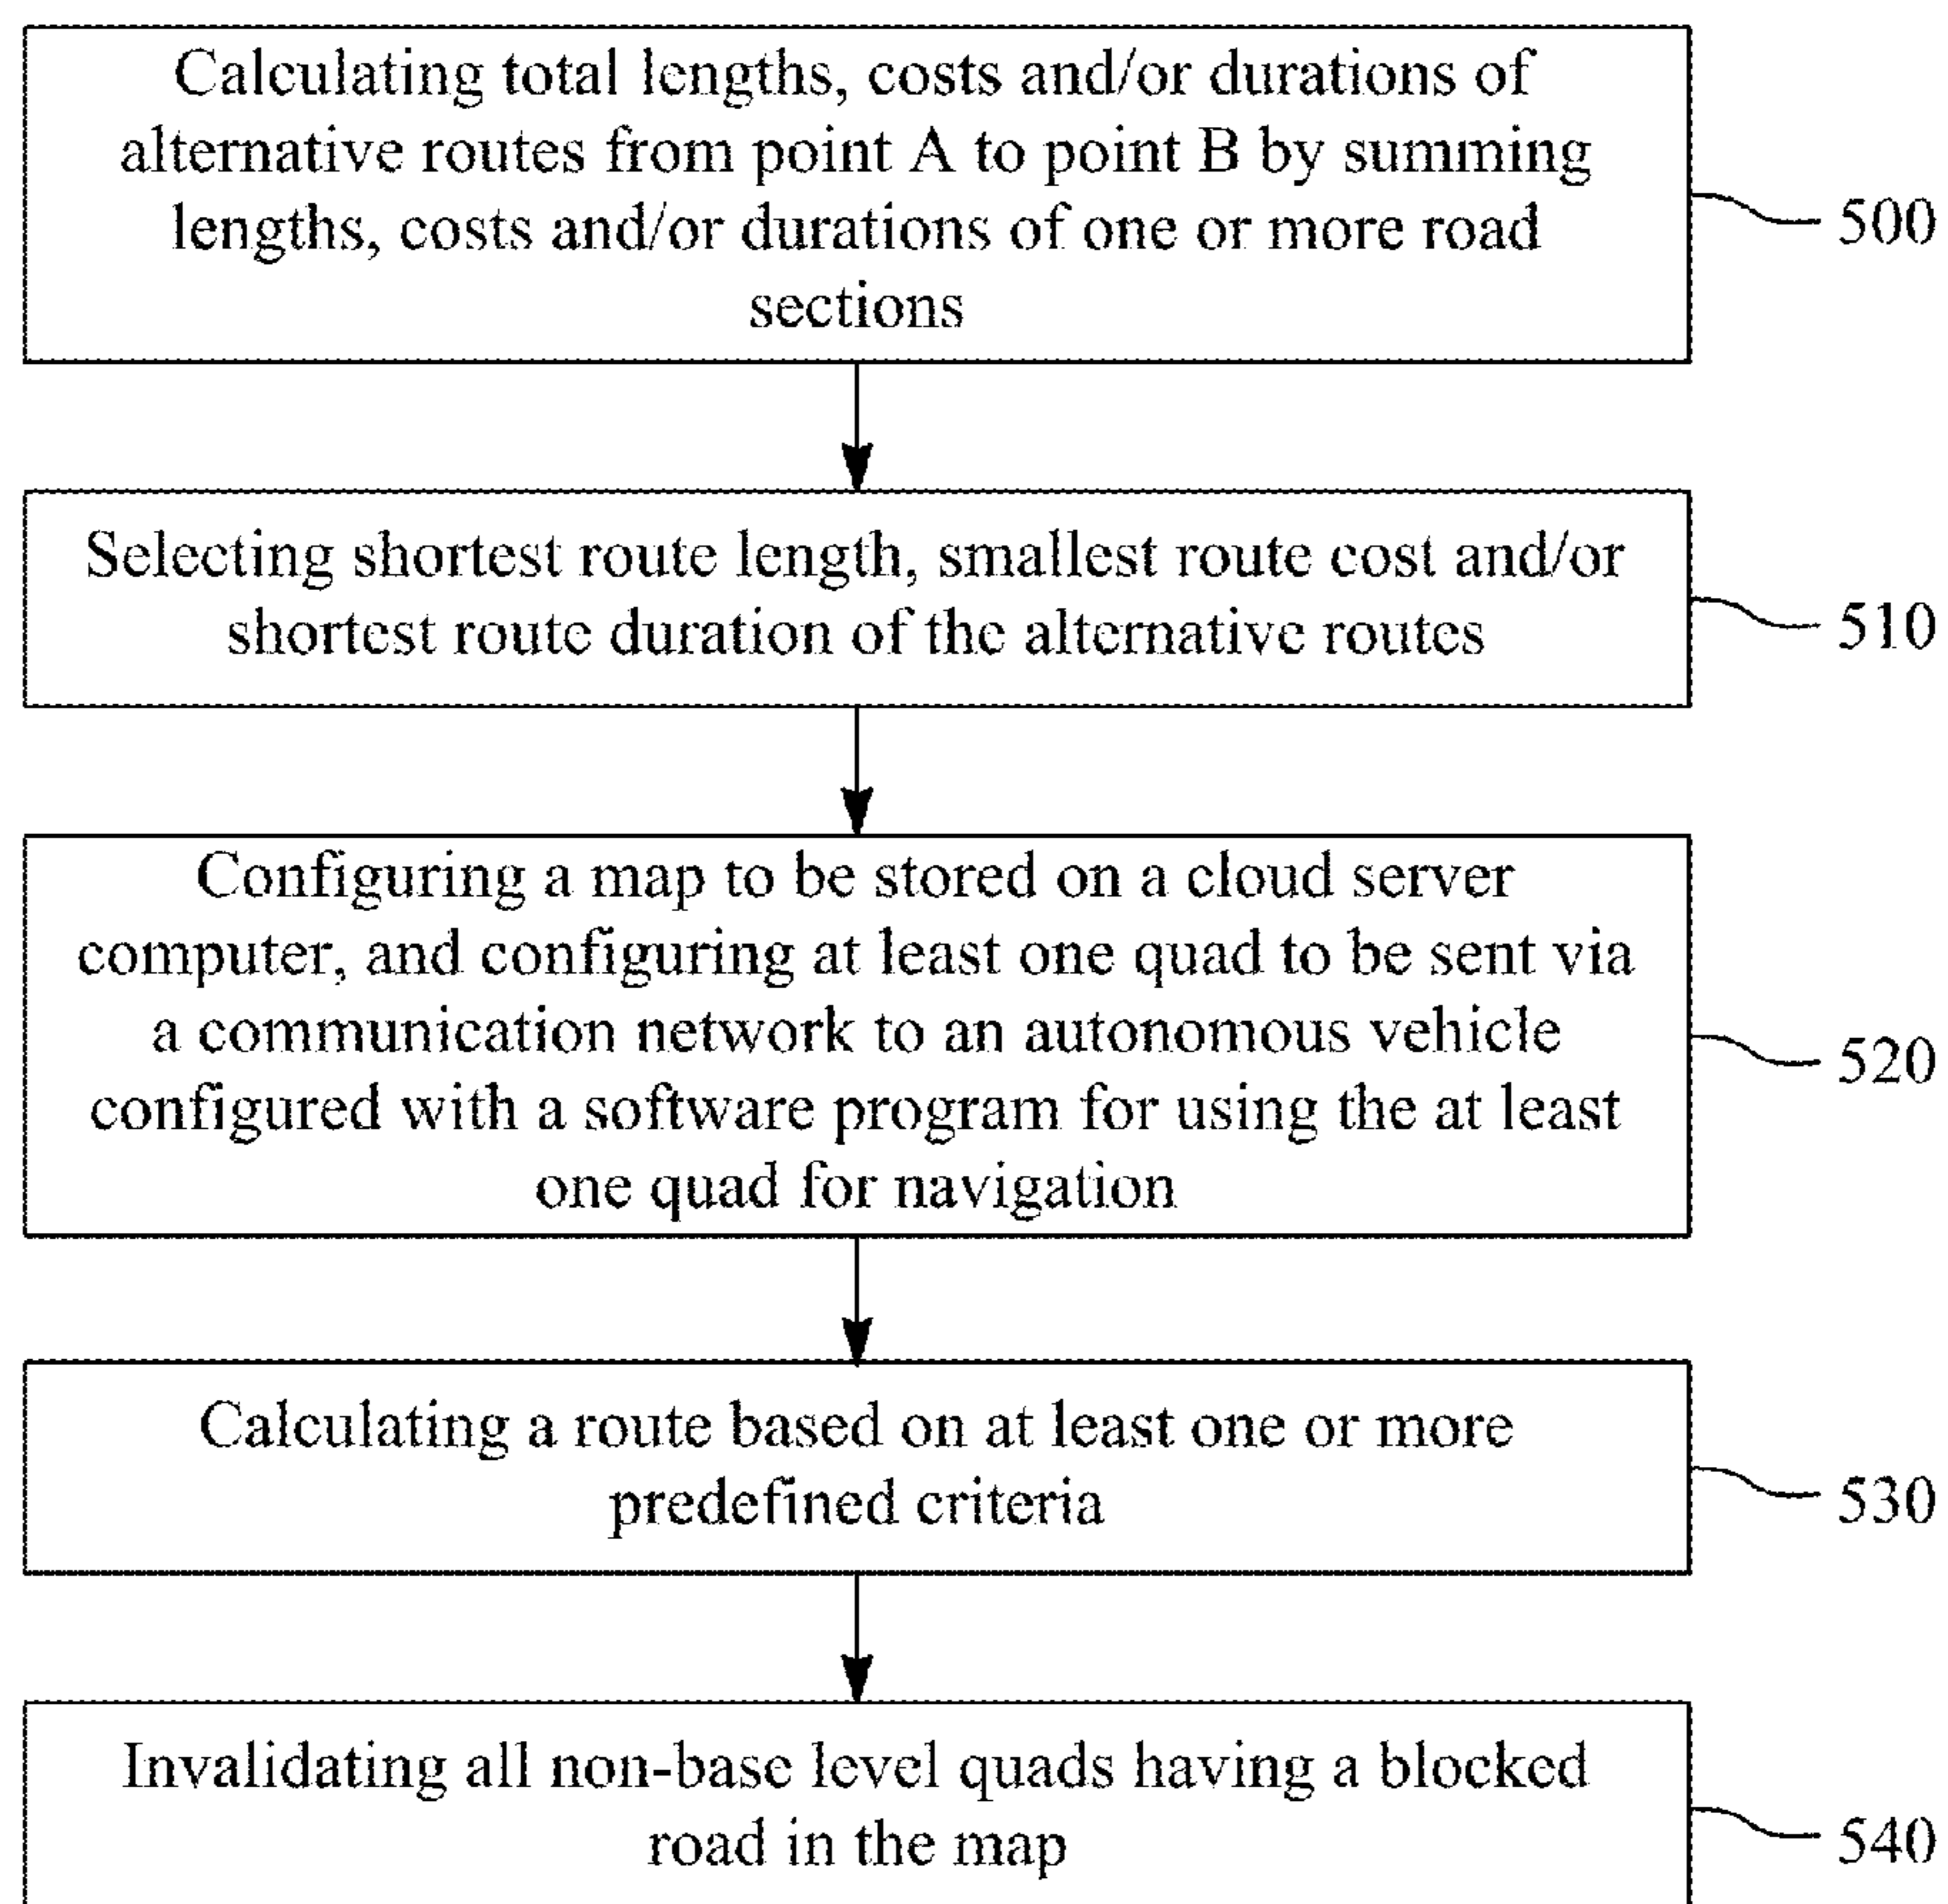 Calculating total lengths, costs and/or durations of
alternative routes from point A to point B by summing
lengths, costs and/or durations of one or more road
sections
500
Selecting shortest route length, smallest route cost and/or
shortest route duration of the alternative routes
510
Configuring a map to be stored on a cloud server
computer, and configuring at least one quad to be sent via
a communication network to an autonomous vehicle
configured with a software program for using the at least
one quad for navigation
520
Calculating a route based on at least one or more
predefined criteria
530
Invalidating all non-base level quads having a blocked
road in the map
540